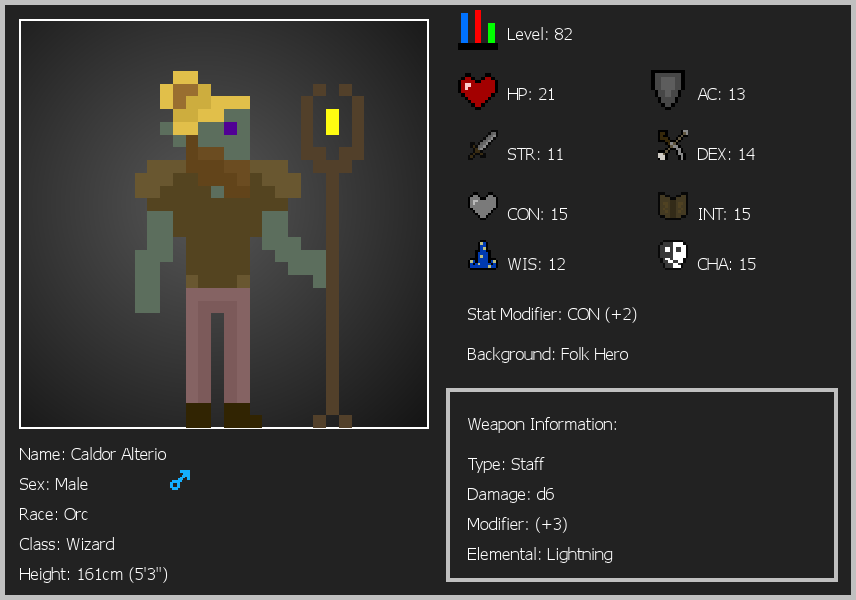 Level: 82
HP: 21
AC: 13
STR: 11
DEX: 14
CON: 15
INT: 15
WIS: 12
CHA: 15
Stat Modifier: CON (+2)
Background: Folk Hero
Weapon Information:
Type: Staff
Damage: d6
Modifier: (+3)
Elemental: Lightning
Name: Caldor Alterio
Sex: Male
Race: Orc
Class: Wizard
Height: 161cm (5'3")